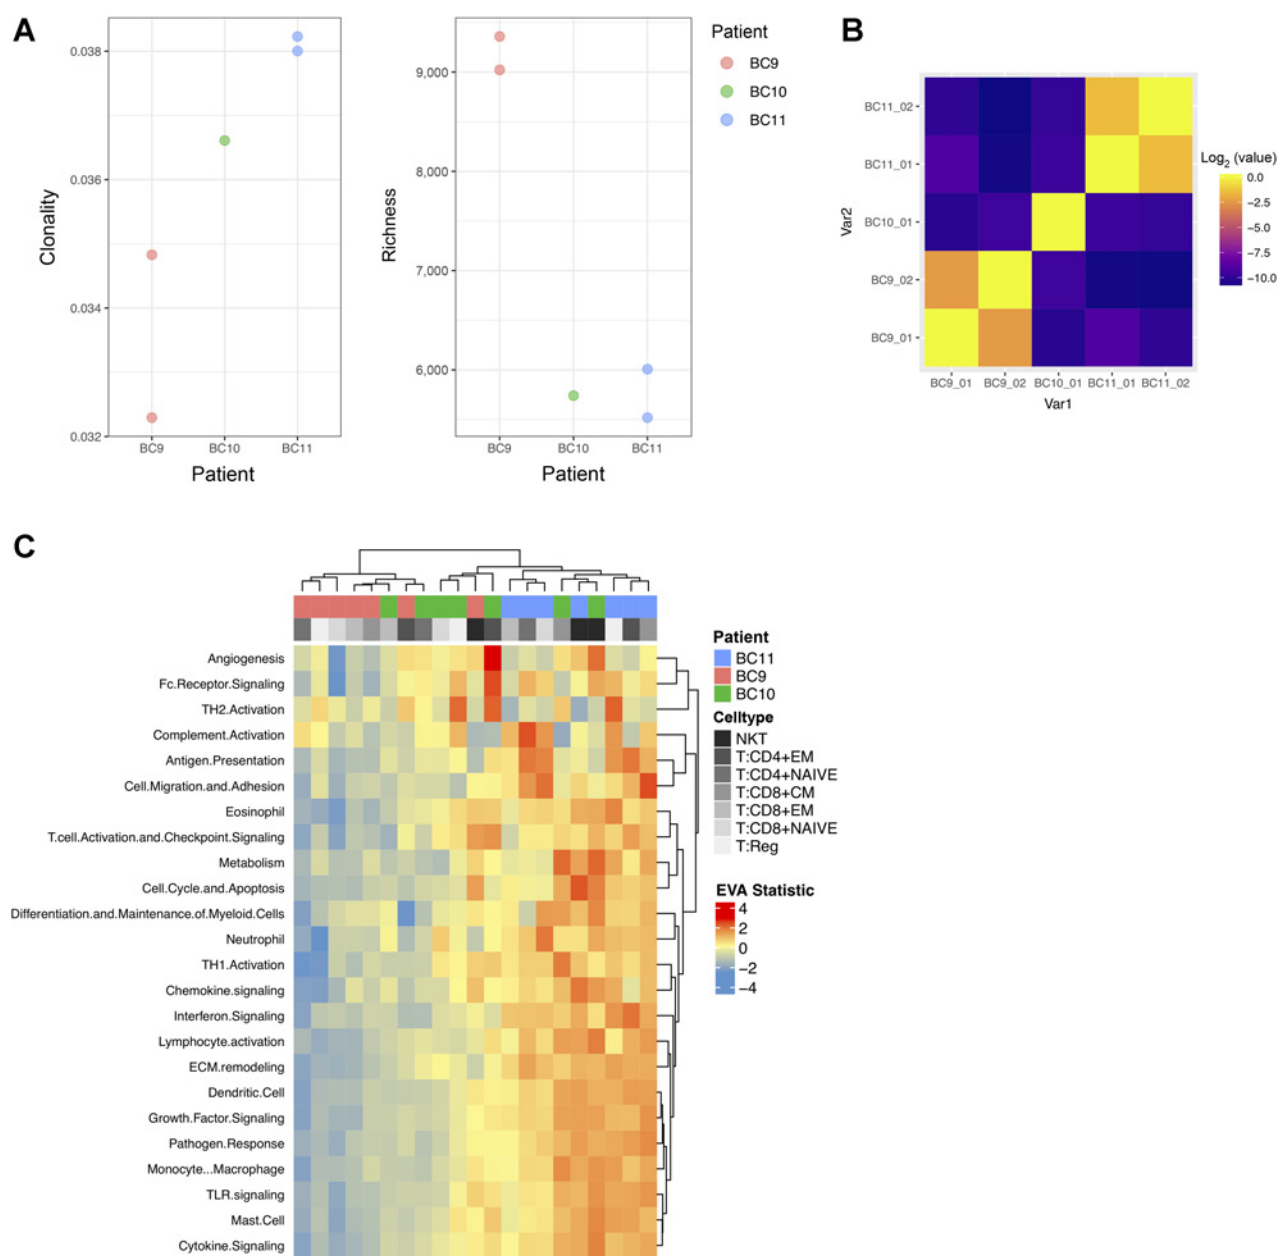 A
Clonality
0.038
0.036
0.034
0.032
BC9
BC10
BC11
Patient
Richness
9,000
8,000
7,000
6,000
BC9
BC10
BC11
Patient
Patient
BC9
BC10
BC11
B
Var2
BC11_02
BC11_01
BC10_01
BC9_02
BC9_01
BC9_01
BC9_02
BC10_01
BC11_01
BC11_02
Var1
Log2 (value)
0.0
−2.5
−5.0
−7.5
−10.0
C
Angiogenesis
Fc.Receptor.Signaling
TH2.Activation
Complement.Activation
Antigen.Presentation
Cell.Migration.and.Adhesion
Eosinophil
T.cell.Activation.and.Checkpoint.Signaling
Metabolism
Cell.Cycle.and.Apoptosis
Differentiation.and.Maintenance.of.Myeloid.Cells
Neutrophil
TH1.Activation
Chemokine.signaling
Interferon.Signaling
Lymphocyte.activation
ECM.remodeling
Dendritic.Cell
Growth.Factor.Signaling
Pathogen.Response
Monocyte...Macrophage
TLR.signaling
Mast.Cell
Cytokine.Signaling
Patient
BC11
BC9
BC10
Celltype
NKT
T:CD4+EM
T:CD4+NAIVE
T:CD8+CM
T:CD8+EM
T:CD8+NAIVE
T:Reg
EVA Statistic
4
2
0
−2
−4